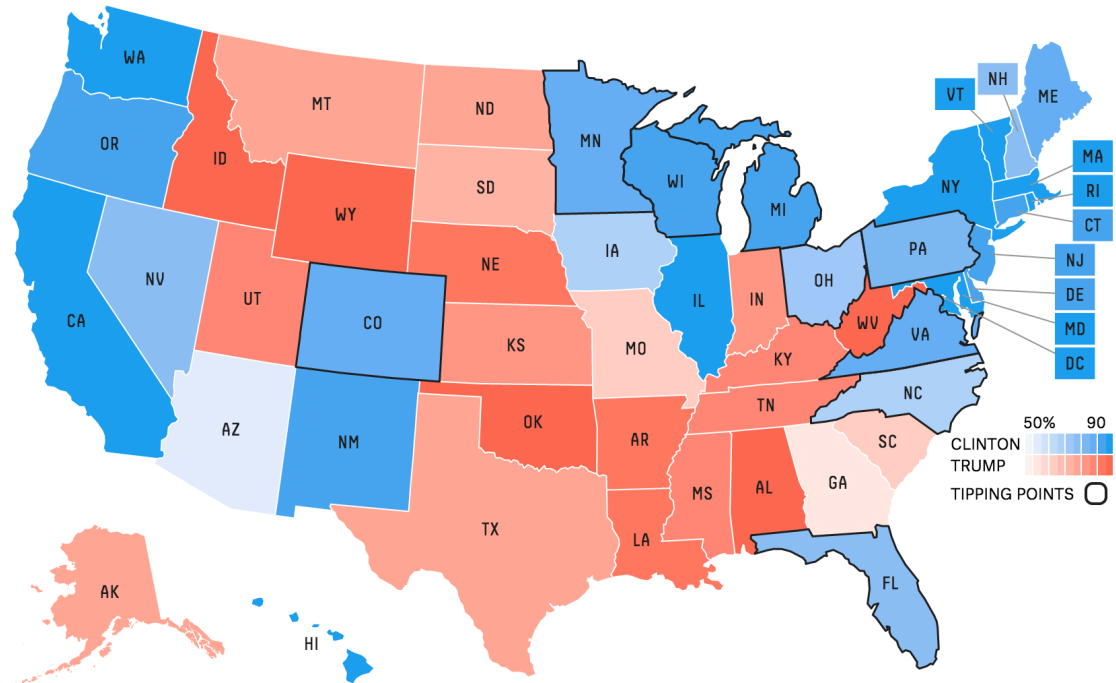 WA
NH
VT
ME
MT
ND
OR
MN
ID
MA
SD
WI
NY
RI
WY
MI
CT
IA
PA
NJ
NE
NV
OH
DE
UT
IN
IL
CA
CO
WV
VA
MD
KS
MO
KY
DC
NC
TN
AZ
OK
50% 90
NM
AR
SC
CLINTON
TRUMP
GA
MS
AL
TIPPING POINTS
TX
LA
FL
AK
HI